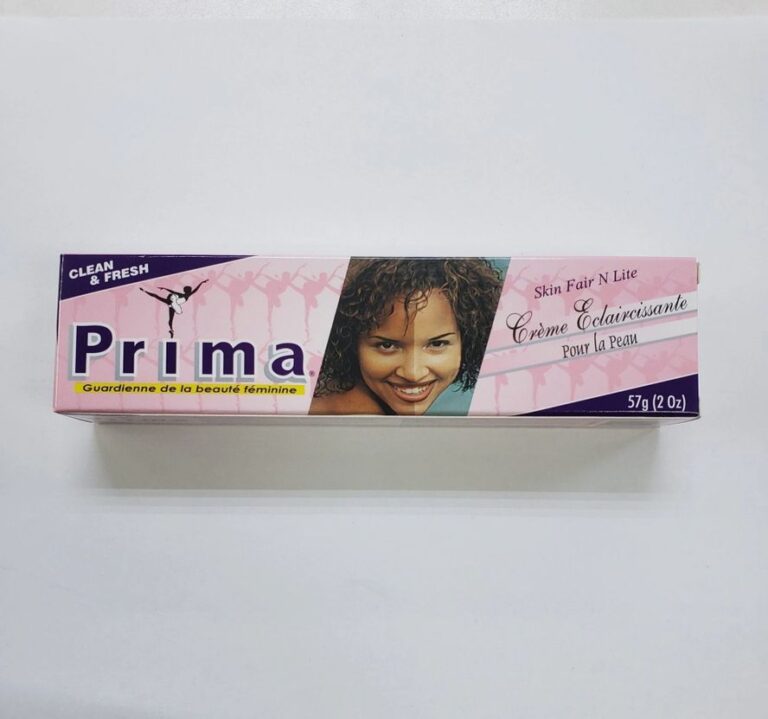 CLEAN
& FRESH
Prima
Guardienne de la beauté féminine
Skin Fair N Lite
Crème Eclaircissante
Pour la Peau
57g (2 Oz)